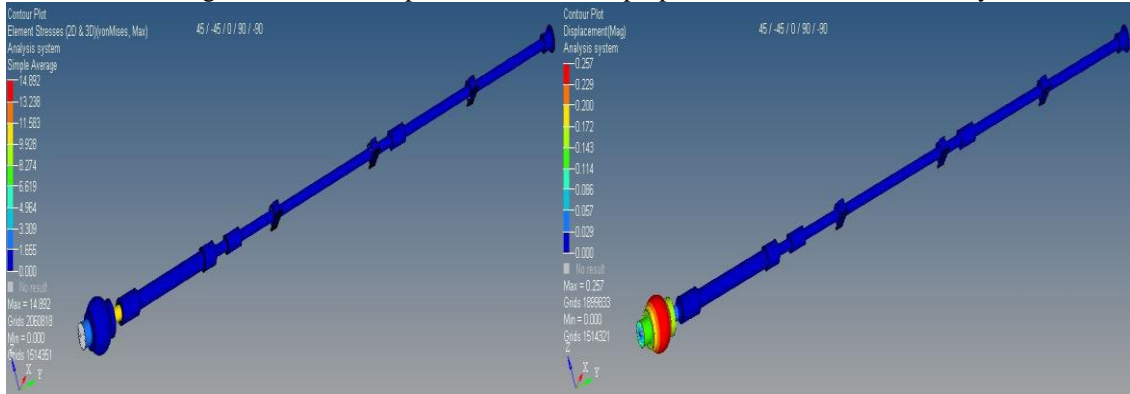 Contour Plot
Element Stresses (2D & 3D)(vonMises, Max)
Analysis system
Simple Average
45 / -45 / 0 / 90 / -90
14.892
13.238
11.583
9.928
8.274
6.619
4.964
3.309
1.655
0.000
No result
Max = 14.892
Grids 2060818
Min = 0.000
Grids 1514351
Z
X
Y
Contour Plot
Displacement(Mag)
Analysis system
45 / -45 / 0 / 90 / -90
0.257
0.229
0.200
0.172
0.143
0.114
0.086
0.057
0.029
0.000
No result
Max = 0.257
Grids 1899833
Min = 0.000
Grids 1514321
Z
X
Y